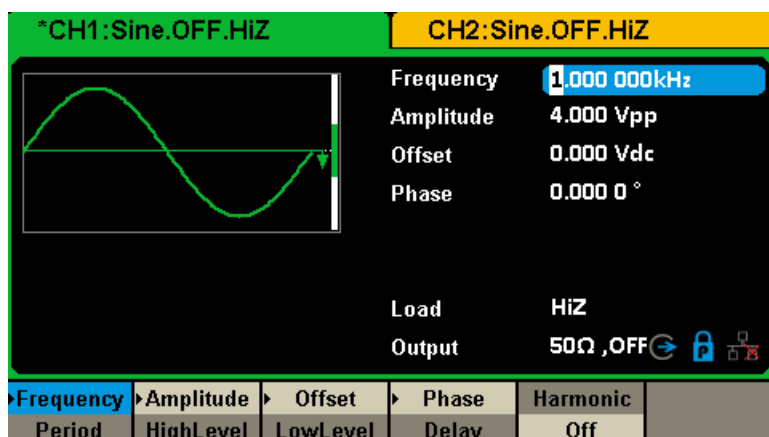 *CH1:Sine.OFF.HiZ CH2:Sine.OFF.HiZ
Frequency 1.000 000kHz
Amplitude 4.000 Vpp
Offset 0.000 Vdc
Phase 0.000 0 °
Load HiZ
Output 50Ω ,OFF P
Frequency Amplitude Offset Phase Harmonic
Period HighLevel LowLevel Delay Off